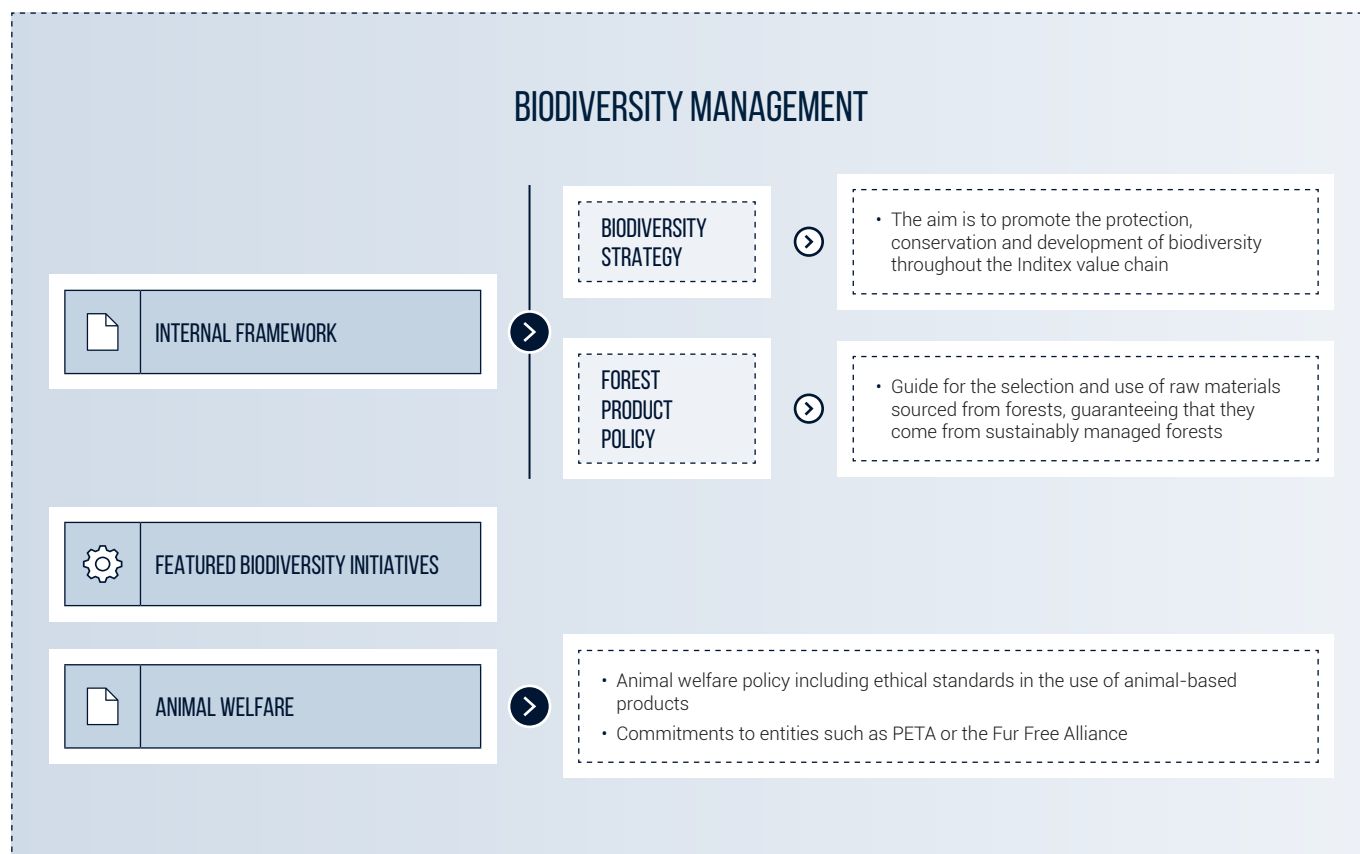 BIODIVERSITY MANAGEMENT
INTERNAL FRAMEWORK
BIODIVERSITY
STRATEGY
• The aim is to promote the protection,
conservation and development of biodiversity
throughout the Inditex value chain
FOREST
PRODUCT
POLICY
• Guide for the selection and use of raw materials
sourced from forests, guaranteeing that they
come from sustainably managed forests
FEATURED BIODIVERSITY INITIATIVES
ANIMAL WELFARE
• Animal welfare policy including ethical standards in the use of animal-based
products
• Commitments to entities such as PETA or the Fur Free Alliance